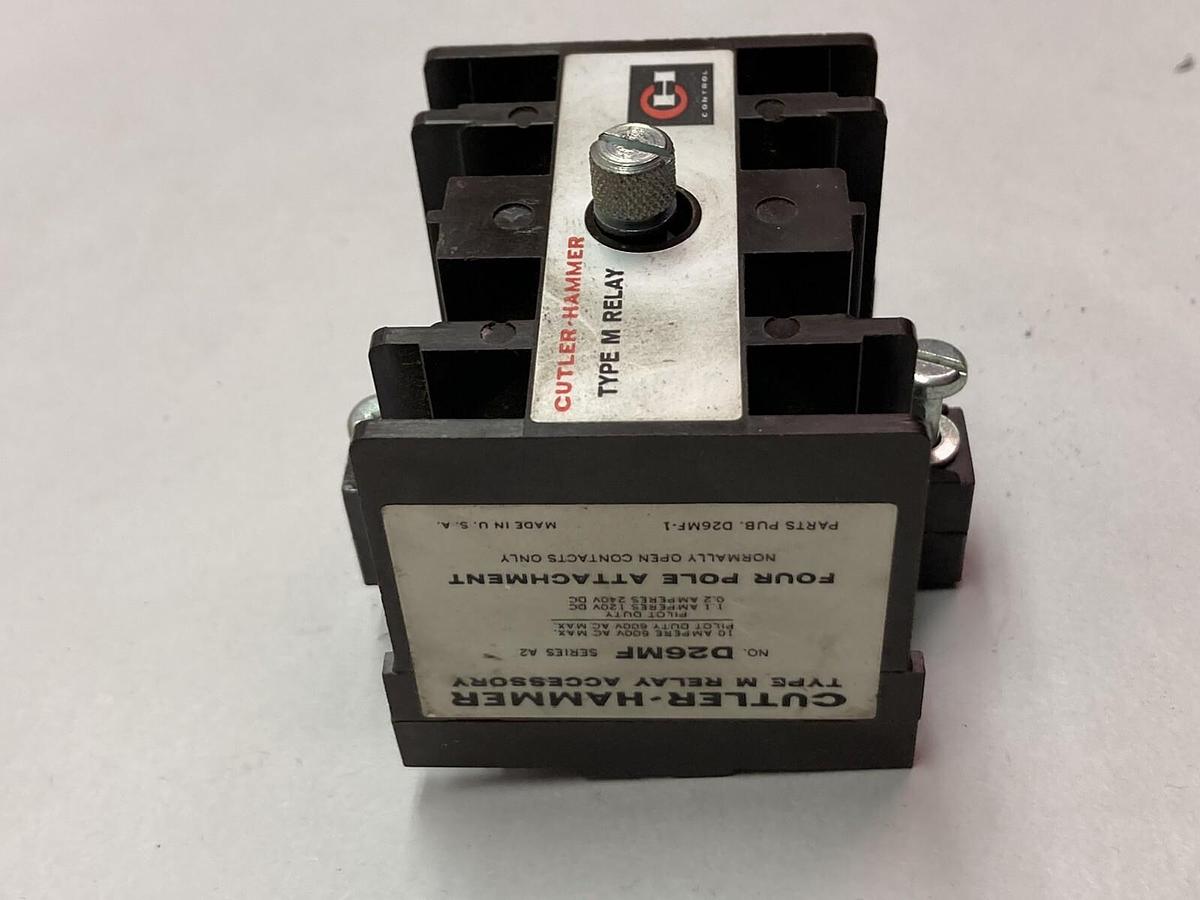 CH
CONTROL
CUTLER-HAMMER
TYPE M RELAY
CUTLER-HAMMER
TYPE M RELAY ACCESSORY
NO. D26MF SERIES A2
10 AMPERE 600V AC MAX.
PILOT DUTY 600V AC MAX.
PILOT DUTY
1.1 AMPERES 120V DC
0.2 AMPERES 240V DC
FOUR POLE ATTACHMENT
NORMALLY OPEN CONTACTS ONLY
PARTS PUB. D26MF-1 MADE IN U. S. A.